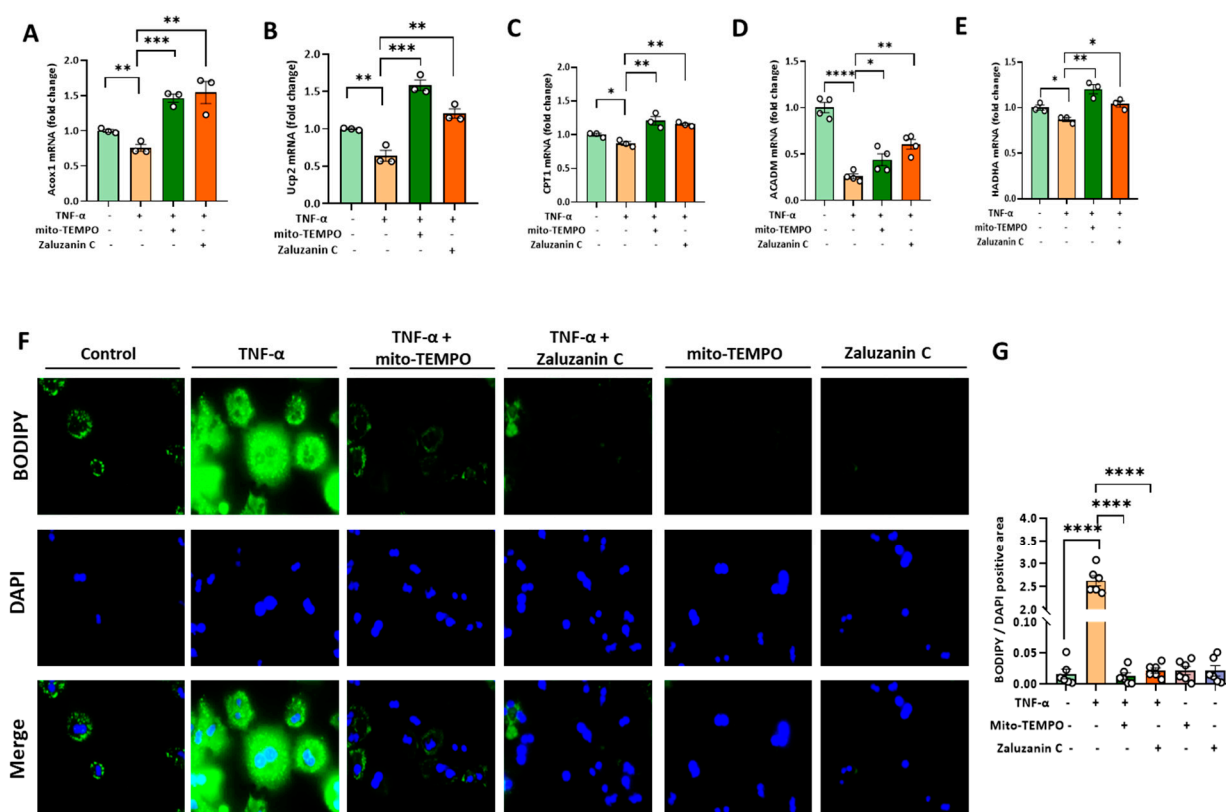 A
Acox1 mRNA (fold change)
2.0
1.5
1.0
0.5
0.0
**
***
**
TNF-α - + + +
mito-TEMPO - - + -
Zaluzanin C - - - +
B
Ucp2 mRNA (fold change)
2.0
1.5
1.0
0.5
0.0
**
***
**
TNF-α - + + +
mito-TEMPO - - + -
Zaluzanin C - - - +
C
CPT1 mRNA (fold change)
2.0
1.5
1.0
0.5
0.0
*
**
**
TNF-α - + + +
mito-TEMPO - - + -
Zaluzanin C - - - +
D
ACADM mRNA (fold change)
1.5
1.0
0.5
0.0
****
*
**
TNF-α - + + +
mito-TEMPO - - + -
Zaluzanin C - - - +
E
HADHA mRNA (fold change)
1.5
1.0
0.5
0.0
*
**
*
TNF-α - + + +
mito-TEMPO - - + -
Zaluzanin C - - - +
F
Control
TNF-α
TNF-α +
mito-TEMPO
TNF-α +
Zaluzanin C
mito-TEMPO
Zaluzanin C
BODIPY
DAPI
Merge
G
BODIPY / DAPI positive area
4.0
3.5
3.0
2.5
2.0
0.10
0.05
0.00
****
****
****
TNF-α - + + + - -
Mito-TEMPO - - + - + -
Zaluzanin C - - - + - +